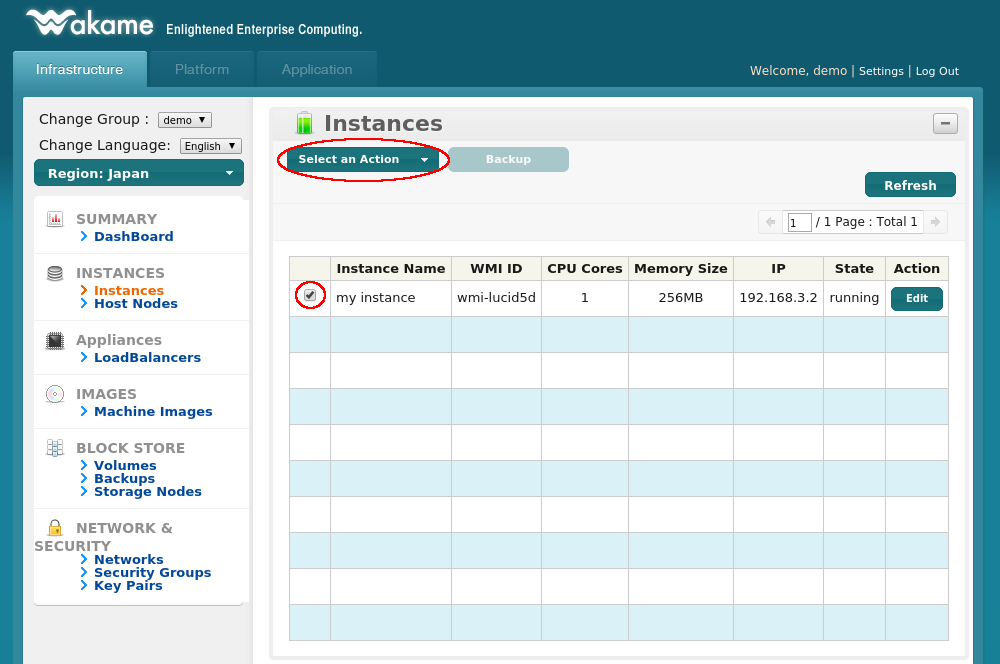 Wakame Enlightened Enterprise Computing.
Infrastructure Platform Application
Welcome, demo | Settings | Log Out
Change Group : demo
Change Language: English
Region: Japan
SUMMARY
DashBoard
INSTANCES
Instances
Host Nodes
Appliances
LoadBalancers
IMAGES
Machine Images
BLOCK STORE
Volumes
Backups
Storage Nodes
NETWORK &
SECURITY
Networks
Security Groups
Key Pairs
Instances
Select an Action Backup
Refresh
1 / 1 Page : Total 1
Instance Name WMI ID CPU Cores Memory Size IP State Action
my instance wmi-lucid5d 1 256MB 192.168.3.2 running Edit